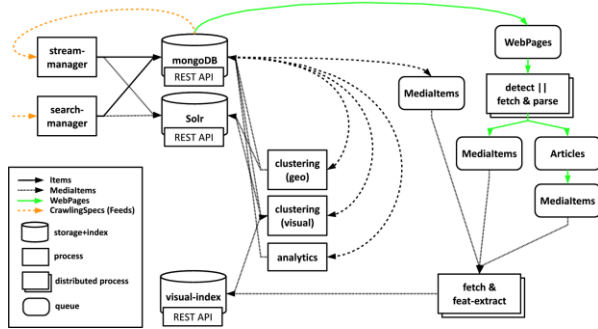 stream-
manager
search-
manager
mongoDB
REST API
Solr
REST API
WebPages
detect ||
fetch & parse
MediaItems
MediaItems
Articles
MediaItems
clustering
(geo)
clustering
(visual)
analytics
visual-index
REST API
fetch &
feat-extract
Items
MediaItems
WebPages
CrawlingSpecs (Feeds)
storage+index
process
distributed process
queue